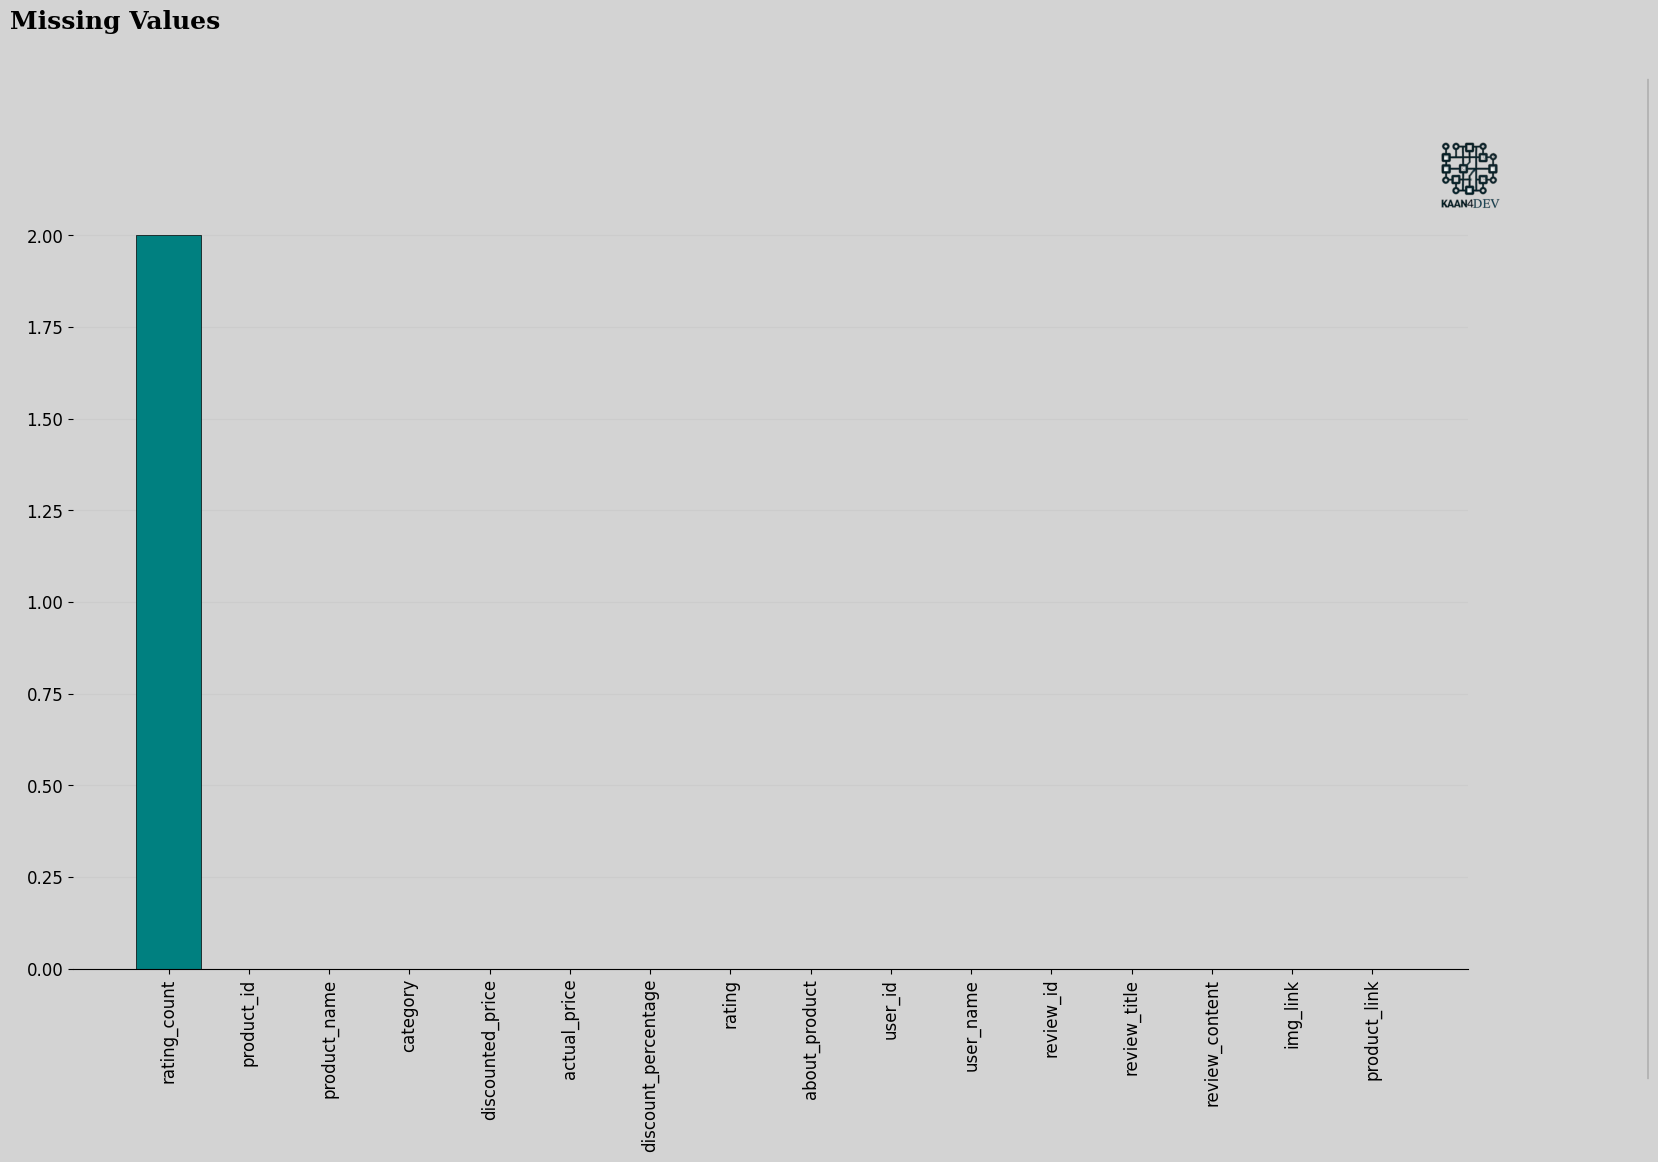 Missing Values
KAAN4DEV
2.00
1.75
1.50
1.25
1.00
0.75
0.50
0.25
0.00
rating_count
product_id
product_name
category
discounted_price
actual_price
discount_percentage
rating
about_product
user_id
user_name
review_id
review_title
review_content
img_link
product_link